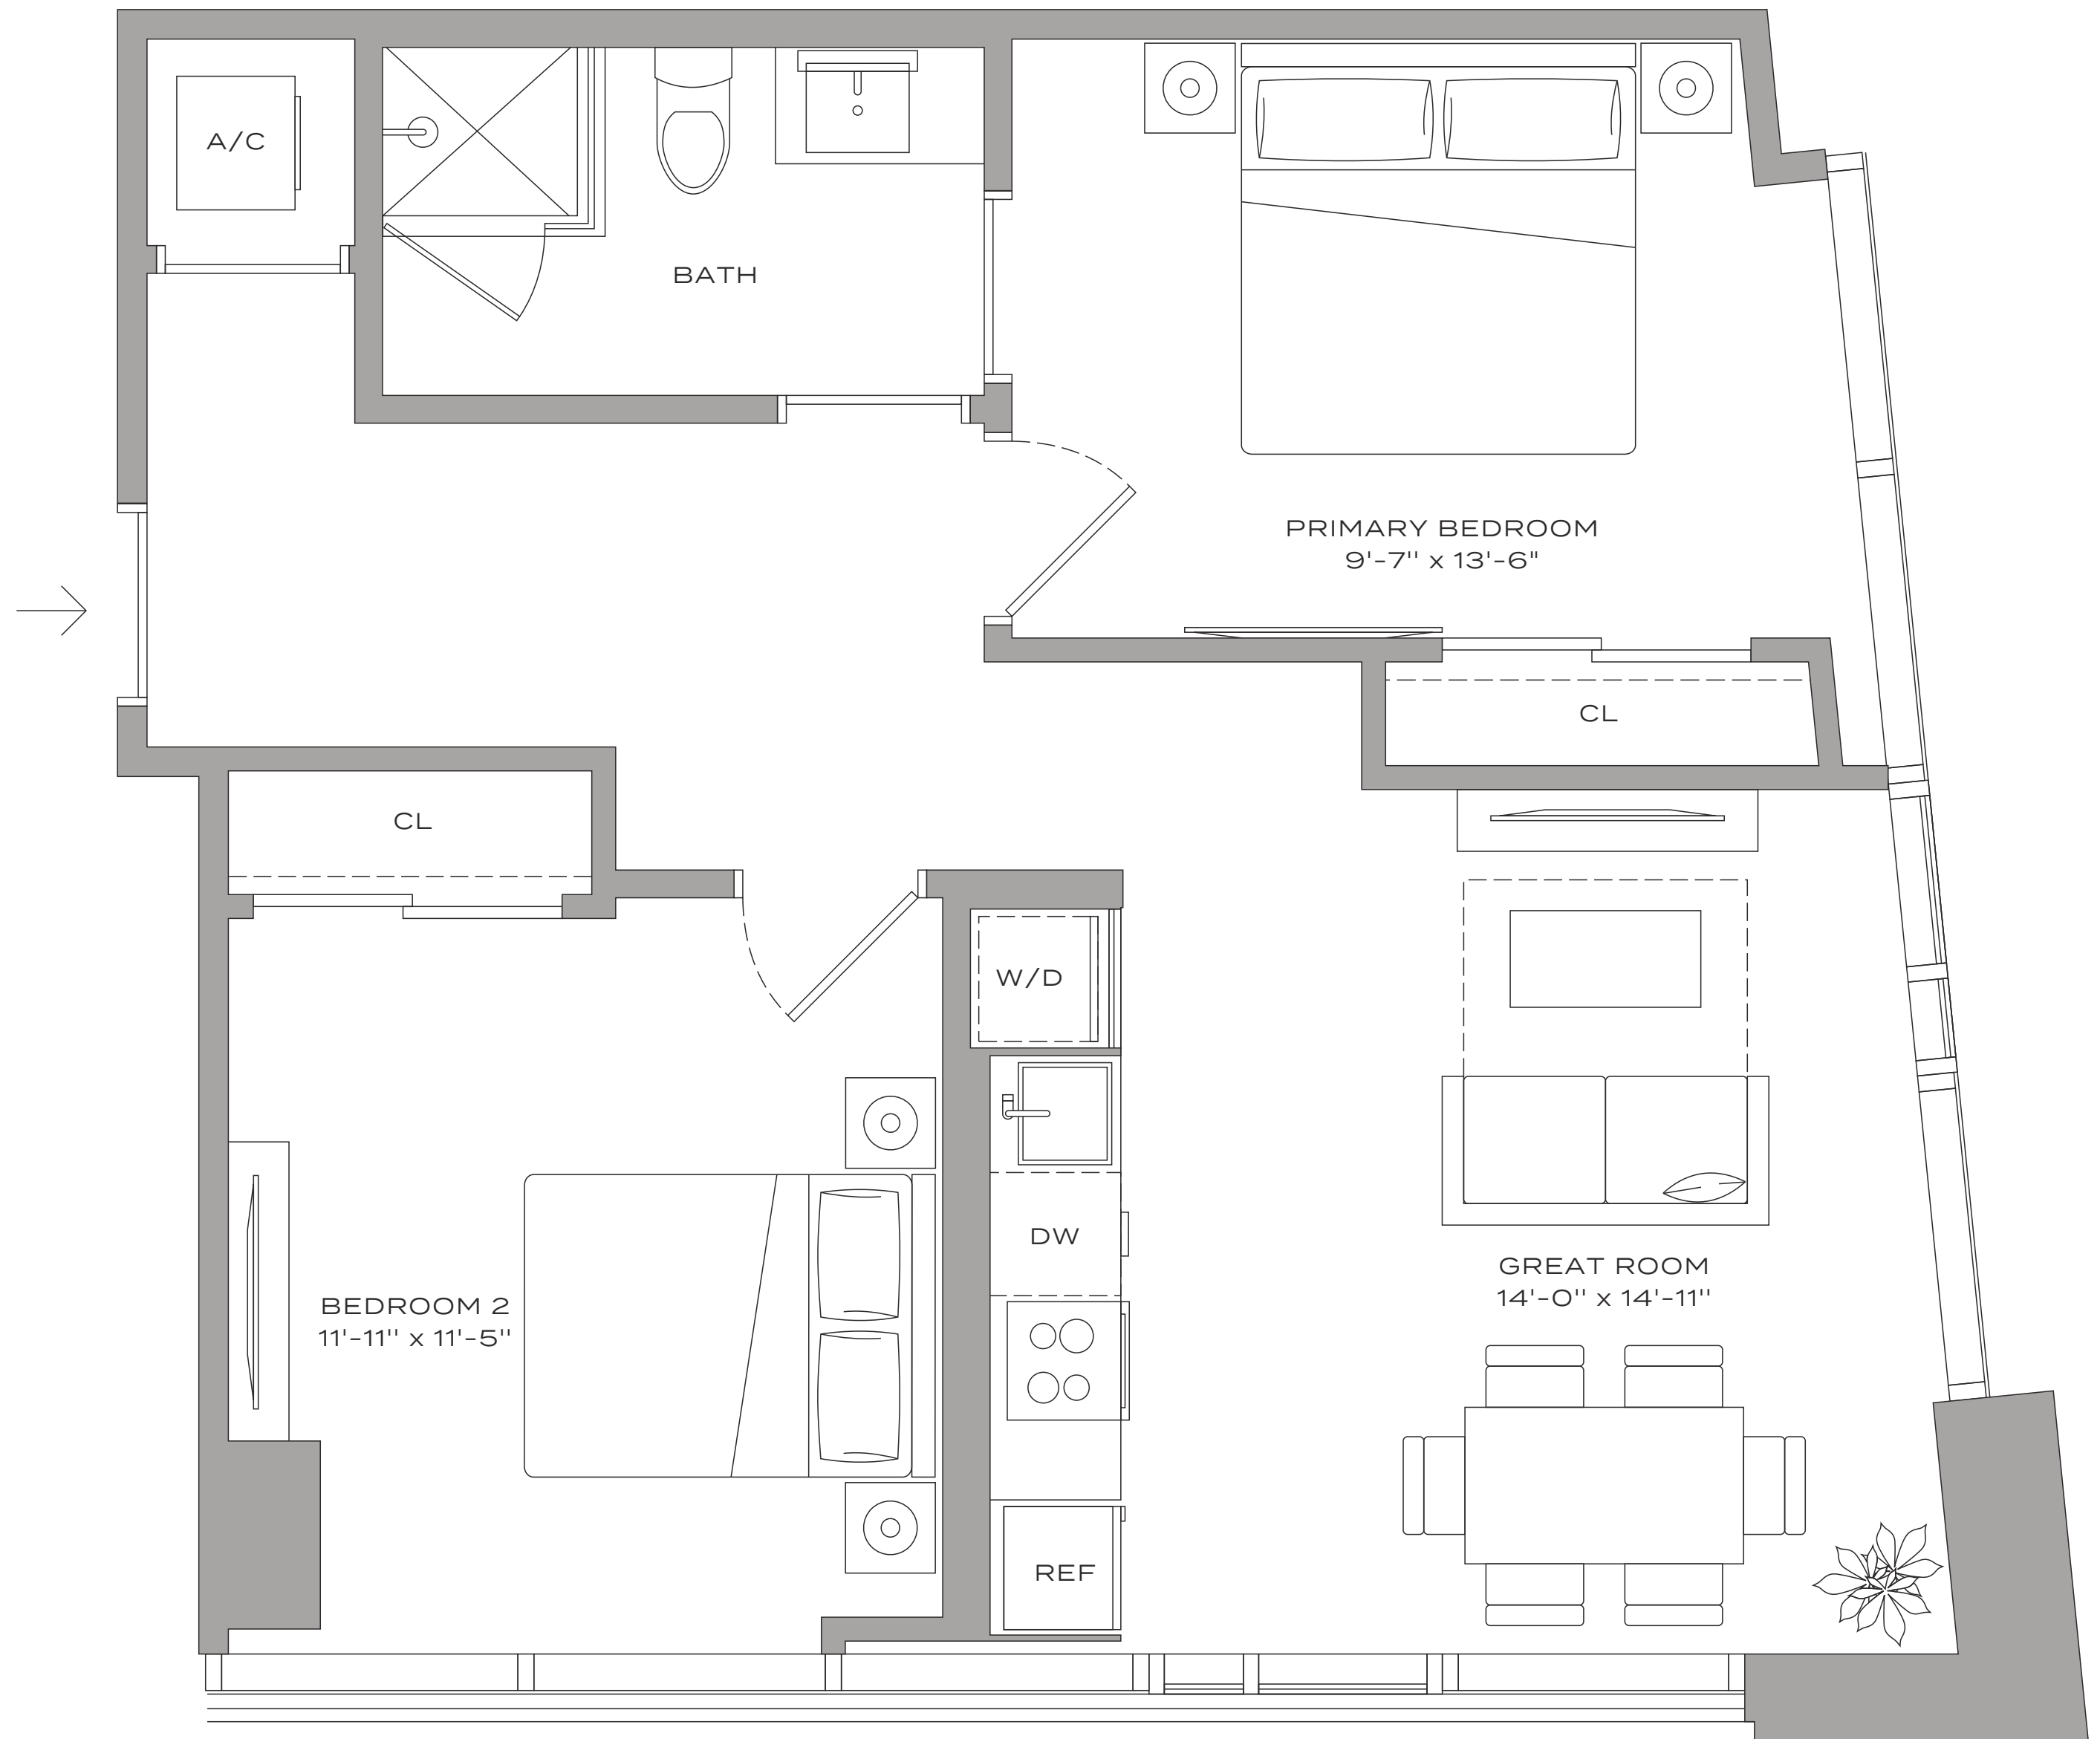 A/C
BATH
PRIMARY BEDROOM
9'-7" x 13'-6"
CL
CL
W/D
DW
GREAT ROOM
14'-0" x 14'-11"
BEDROOM 2
11'-11" x 11'-5"
REF